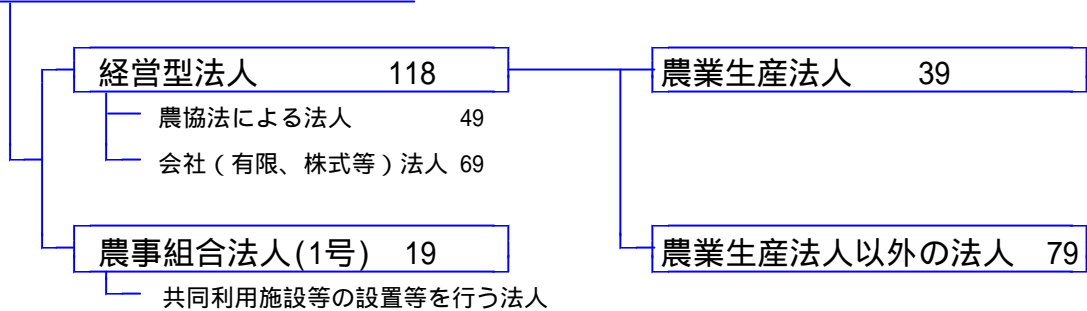 経営型法人 118
農協法による法人 49
会社（有限、株式等）法人 69
農事組合法人(1号) 19
共同利用施設等の設置等を行う法人
農業生産法人 39
農業生産法人以外の法人 79